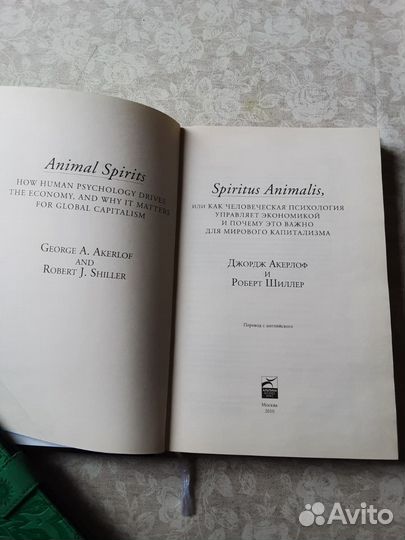 Animal Spirits
HOW HUMAN PSYCHOLOGY DRIVES
THE ECONOMY, AND WHY IT MATTERS
FOR GLOBAL CAPITALISM
GEORGE A. AKERLOF
AND
ROBERT J. SHILLER
Spiritus Animalis,
ИЛИ КАК ЧЕЛОВЕЧЕСКАЯ ПСИХОЛОГИЯ
УПРАВЛЯЕТ ЭКОНОМИКОЙ
И ПОЧЕМУ ЭТО ВАЖНО
ДЛЯ МИРОВОГО КАПИТАЛИЗМА
ДЖОРДЖ АКЕРЛОФ
И
РОБЕРТ ШИЛЛЕР
Перевод с английского
Москва
2010
Avito